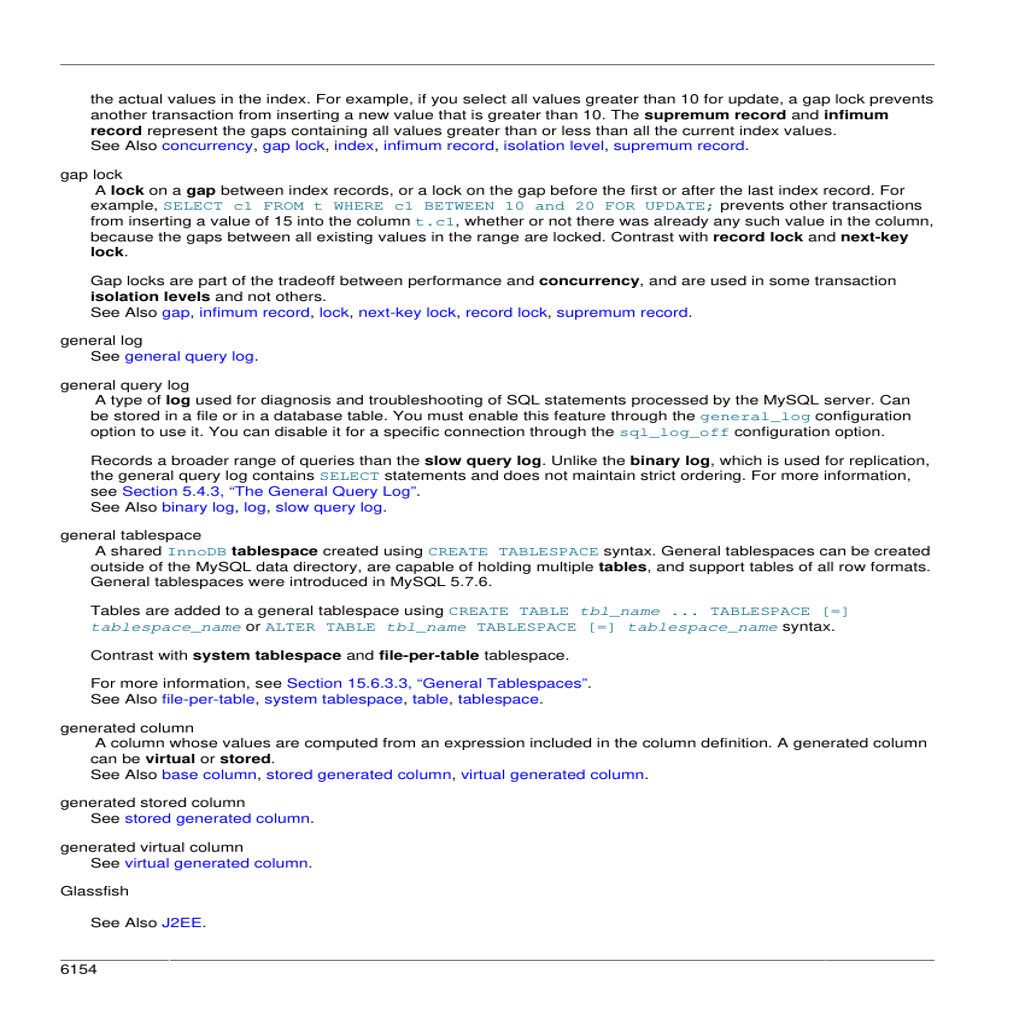 the actual values in the index. For example, if you select all values greater than 10 for update, a gap lock prevents
another transaction from inserting a new value that is greater than 10. The supremum record and infimum
record represent the gaps containing all values greater than or less than all the current index values.
See Also concurrency, gap lock, index, infimum record, isolation level, supremum record.
gap lock
A lock on a gap between index records, or a lock on the gap before the first or after the last index record. For
example, SELECT c1 FROM t WHERE c1 BETWEEN 10 and 20 FOR UPDATE; prevents other transactions
from inserting a value of 15 into the column t.c1, whether or not there was already any such value in the column,
because the gaps between all existing values in the range are locked. Contrast with record lock and next-key
lock.
Gap locks are part of the tradeoff between performance and concurrency, and are used in some transaction
isolation levels and not others.
See Also gap, infimum record, lock, next-key lock, record lock, supremum record.
general log
See general query log.
general query log
A type of log used for diagnosis and troubleshooting of SQL statements processed by the MySQL server. Can
be stored in a file or in a database table. You must enable this feature through the general_log configuration
option to use it. You can disable it for a specific connection through the sql_log_off configuration option.
Records a broader range of queries than the slow query log. Unlike the binary log, which is used for replication,
the general query log contains SELECT statements and does not maintain strict ordering. For more information,
see Section 5.4.3, “The General Query Log”.
See Also binary log, log, slow query log.
general tablespace
A shared InnoDB tablespace created using CREATE TABLESPACE syntax. General tablespaces can be created
outside of the MySQL data directory, are capable of holding multiple tables, and support tables of all row formats.
General tablespaces were introduced in MySQL 5.7.6.
Tables are added to a general tablespace using CREATE TABLE tbl_name ... TABLESPACE [=]
tablespace_name or ALTER TABLE tbl_name TABLESPACE [=] tablespace_name syntax.
Contrast with system tablespace and file-per-table tablespace.
For more information, see Section 15.6.3.3, “General Tablespaces”.
See Also file-per-table, system tablespace, table, tablespace.
generated column
A column whose values are computed from an expression included in the column definition. A generated column
can be virtual or stored.
See Also base column, stored generated column, virtual generated column.
generated stored column
See stored generated column.
generated virtual column
See virtual generated column.
Glassfish
See Also J2EE.
6154